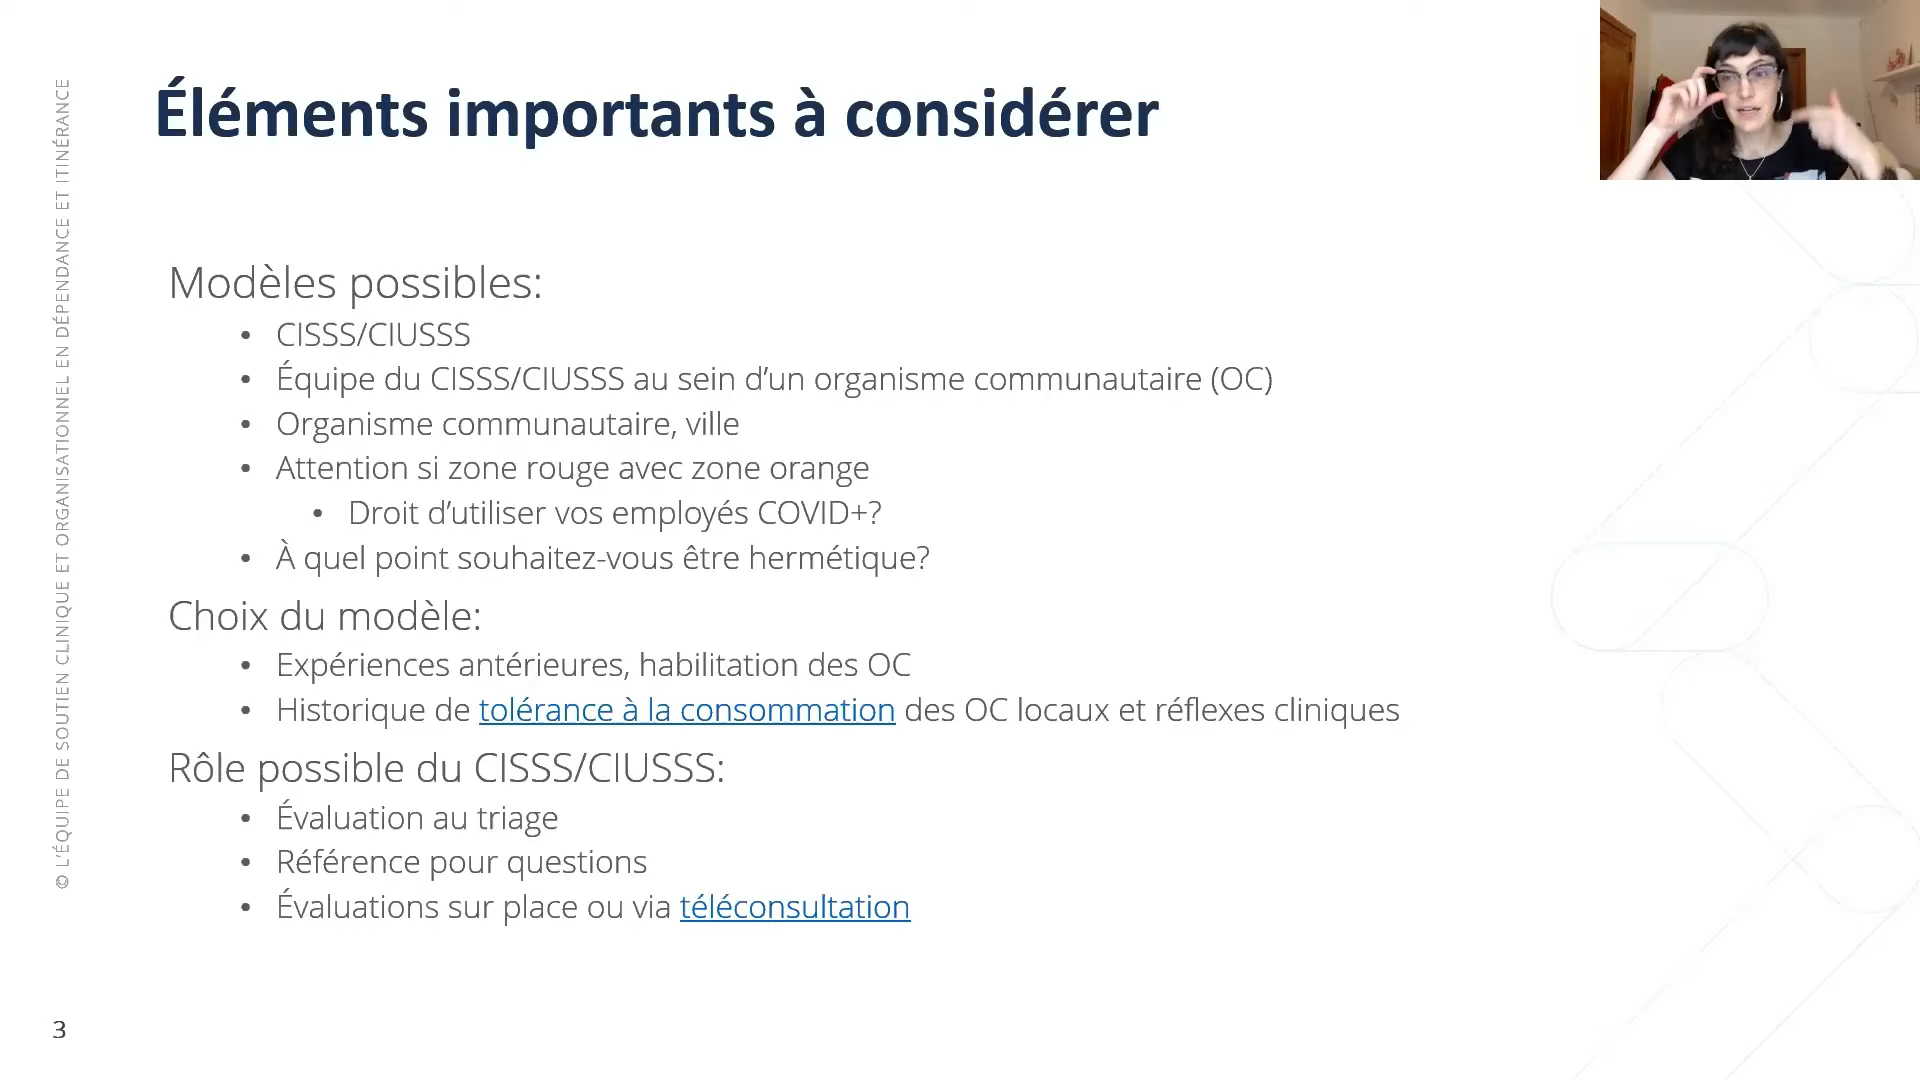 Éléments importants à considérer
Modèles possibles:
• CISSS/CIUSSS
• Équipe du CISSS/CIUSSS au sein d’un organisme communautaire (OC)
• Organisme communautaire, ville
• Attention si zone rouge avec zone orange
• Droit d’utiliser vos employés COVID+?
• À quel point souhaitez-vous être hermétique?
Choix du modèle:
• Expériences antérieures, habilitation des OC
• Historique de tolérance à la consommation des OC locaux et réflexes cliniques
Rôle possible du CISSS/CIUSSS:
• Évaluation au triage
• Référence pour questions
• Évaluations sur place ou via téléconsultation
© L’ÉQUIPE DE SOUTIEN CLINIQUE ET ORGANISATIONNEL EN DÉPENDANCE ET ITINÉRANCE
3